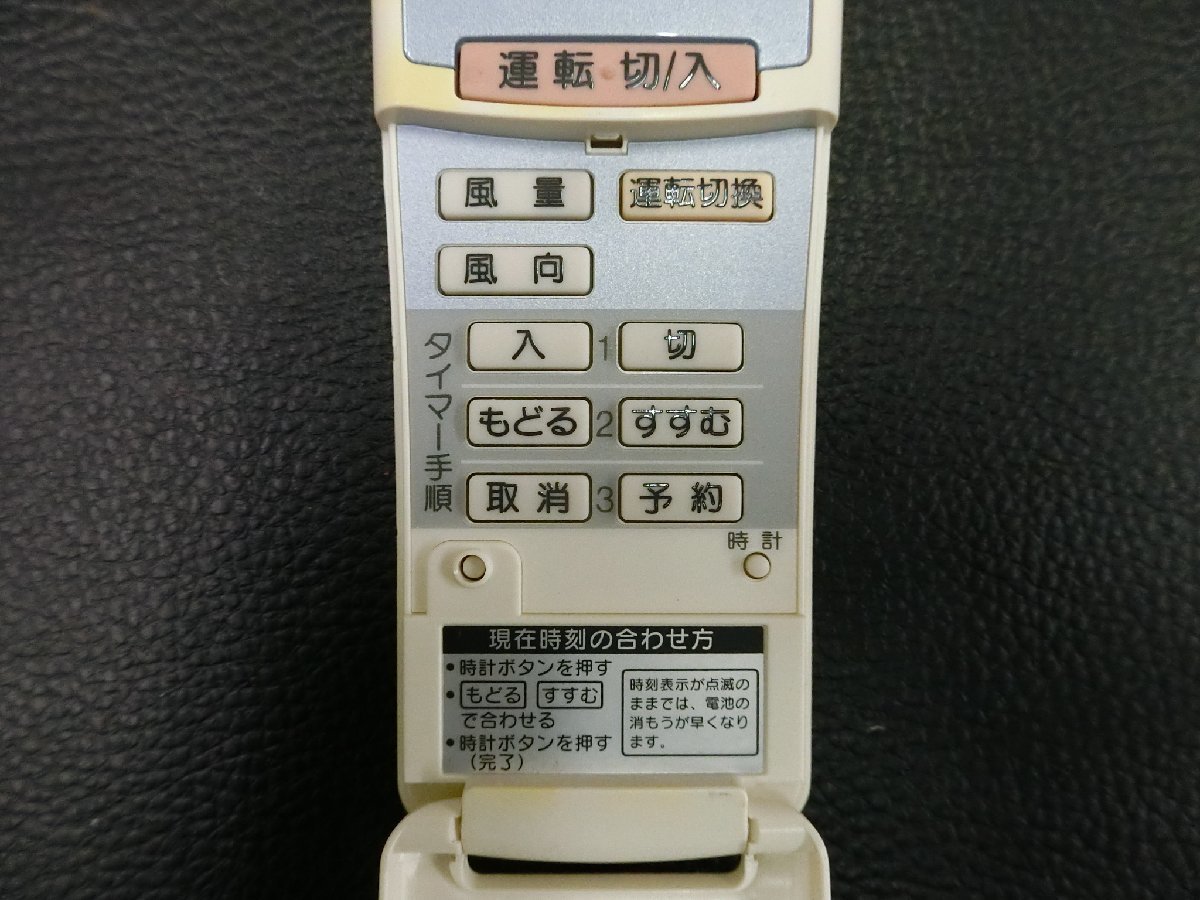 運転 切/入
風量 運転切換
風向
タイマー手順
入 1 切
もどる 2 すすむ
取消 3 予約
時計
現在時刻の合わせ方
・時計ボタンを押す
・もどる すすむ
で合わせる
・時計ボタンを押す
(完了)
時刻表示が点滅の
ままでは、電池の
消もうが早くなり
ます。